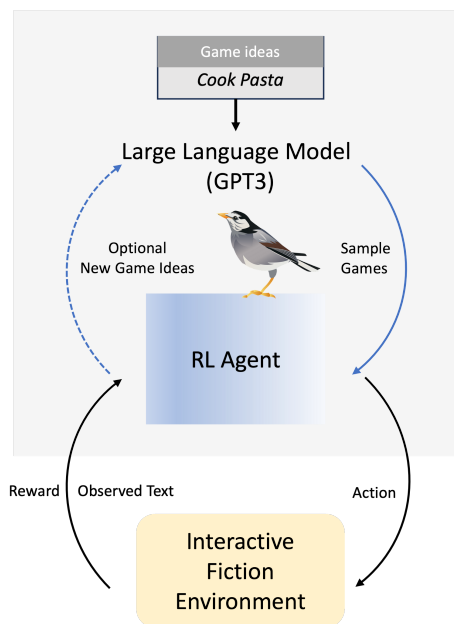 Game ideas
Cook Pasta
Large Language Model
(GPT3)
Optional
New Game Ideas
Sample
Games
RL Agent
Reward
Observed Text
Action
Interactive
Fiction
Environment